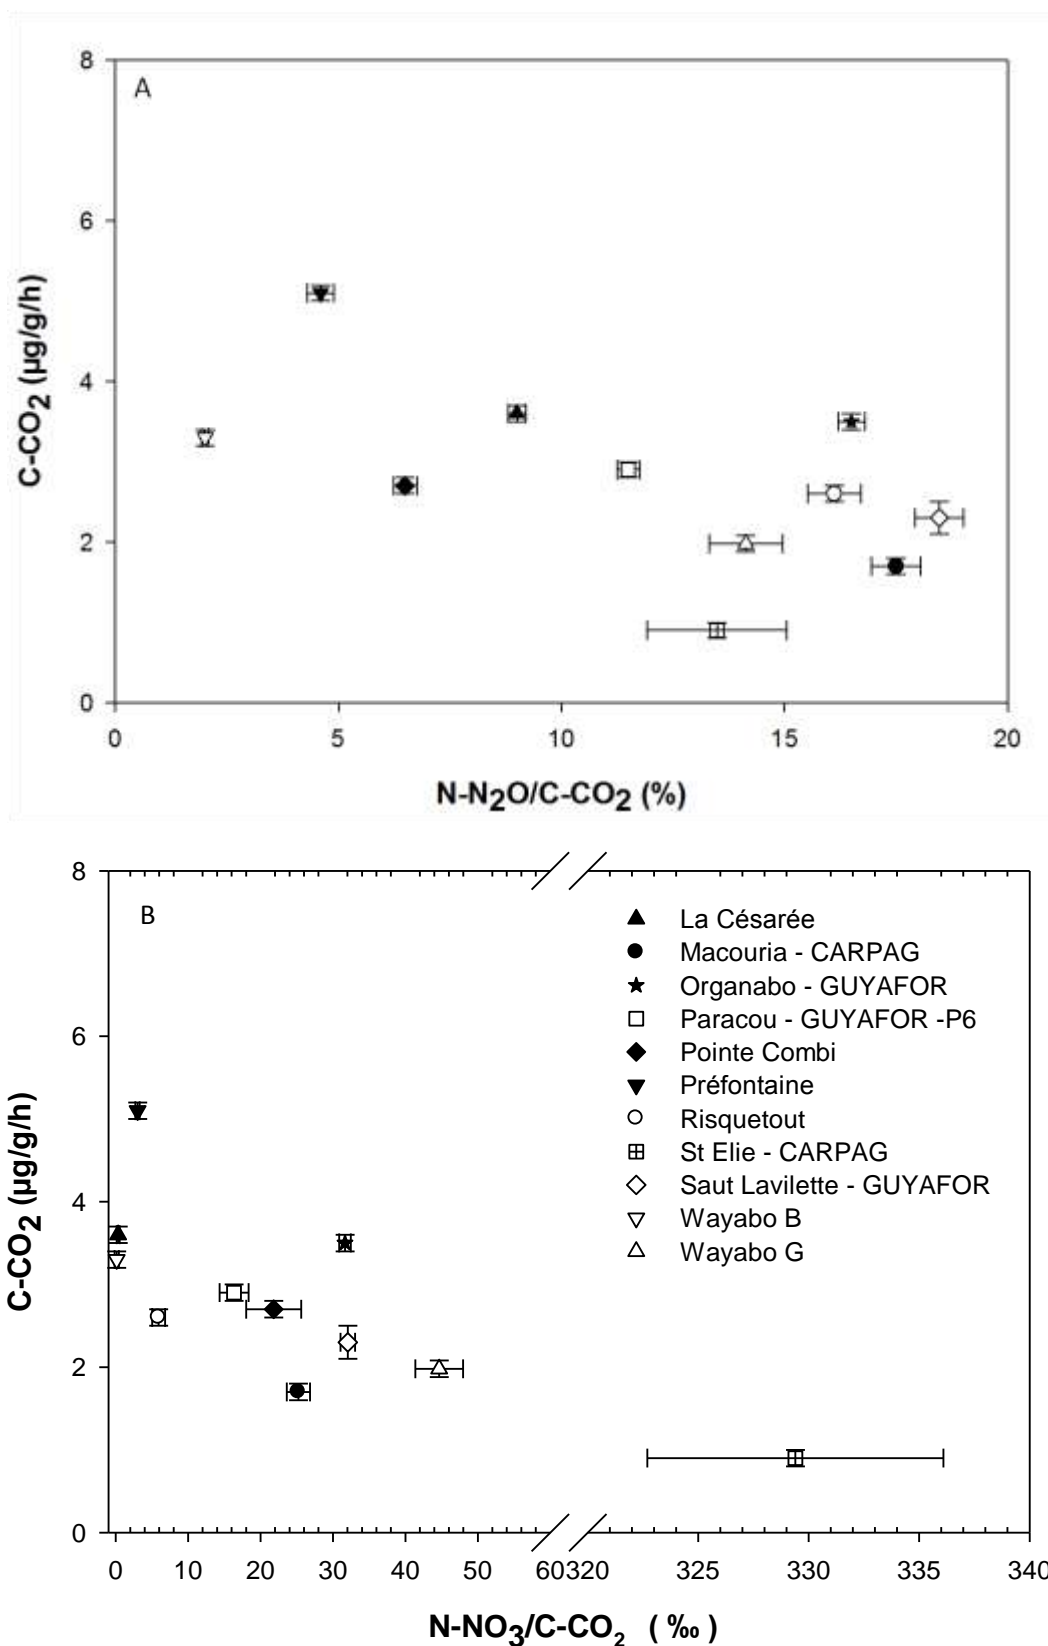 A
8
6
4
2
0
C-CO2 (µg/g/h)
0 5 10 15 20
N-N2O/C-CO2 (%)
B
8
6
4
2
0
C-CO2 (µg/g/h)
La Césarée
Macouria - CARPAG
Organabo - GUYAFOR
Paracou - GUYAFOR -P6
Pointe Combi
Préfontaine
Risquetout
St Elie - CARPAG
Saut Lavilette - GUYAFOR
Wayabo B
Wayabo G
0 10 20 30 40 50 60 320 325 330 335 340
N-NO3/C-CO2 ( ‰ )